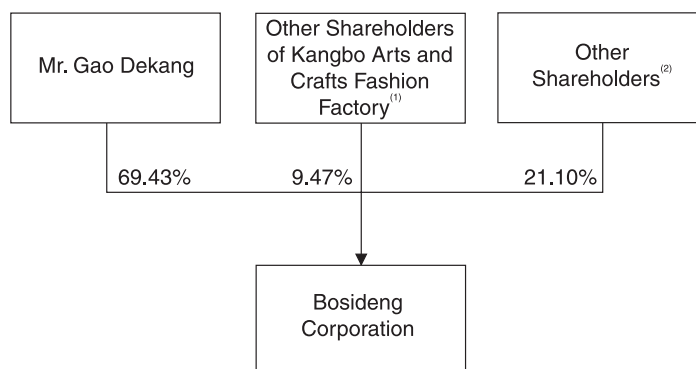 Mr. Gao Dekang
Other Shareholders
of Kangbo Arts and
Crafts Fashion
Factory(1)
Other
Shareholders(2)
69.43%
9.47%
21.10%
Bosideng
Corporation